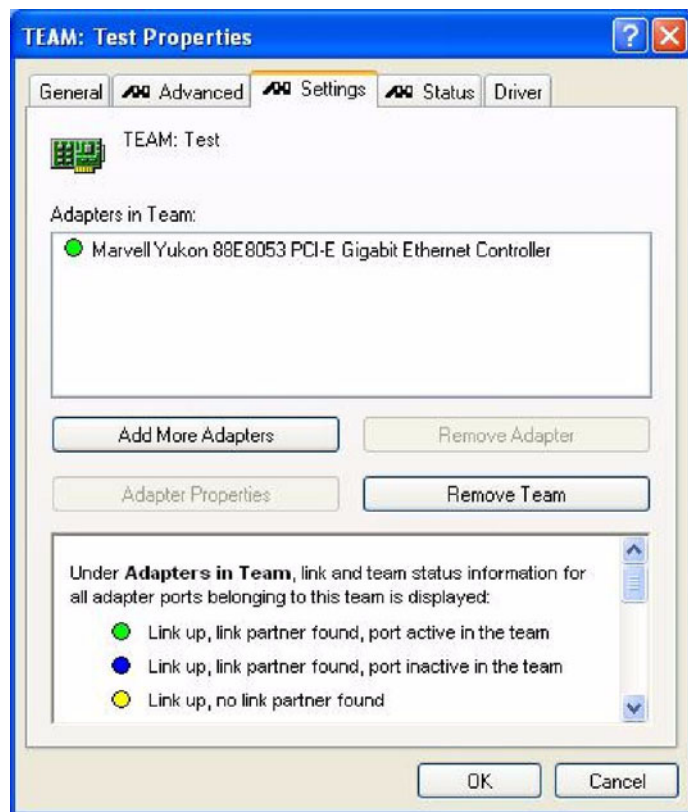 TEAM: Test Properties
General Advanced Settings Status Driver
TEAM: Test
Adapters in Team:
Marvell Yukon 88E8053 PCI-E Gigabit Ethernet Controller
Add More Adapters Remove Adapter
Adapter Properties Remove Team
Under Adapters in Team, link and team status information for
all adapter ports belonging to this team is displayed:
Link up, link partner found, port active in the team
Link up, link partner found, port inactive in the team
Link up, no link partner found
OK Cancel